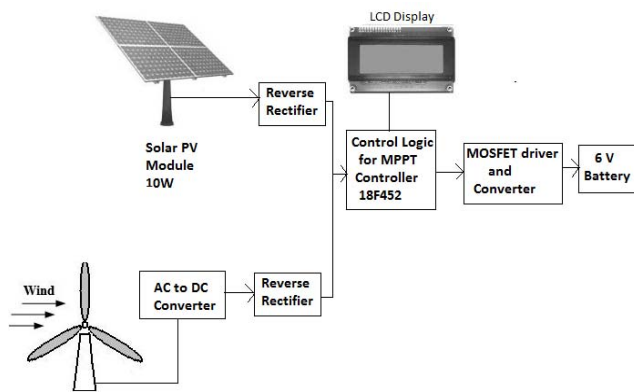 LCD Display
Reverse
Rectifier
Solar PV
Module
10W
Control Logic
for MPPT
Controller
18F452
MOSFET driver
and
Converter
6 V
Battery
Wind
AC to DC
Converter
Reverse
Rectifier